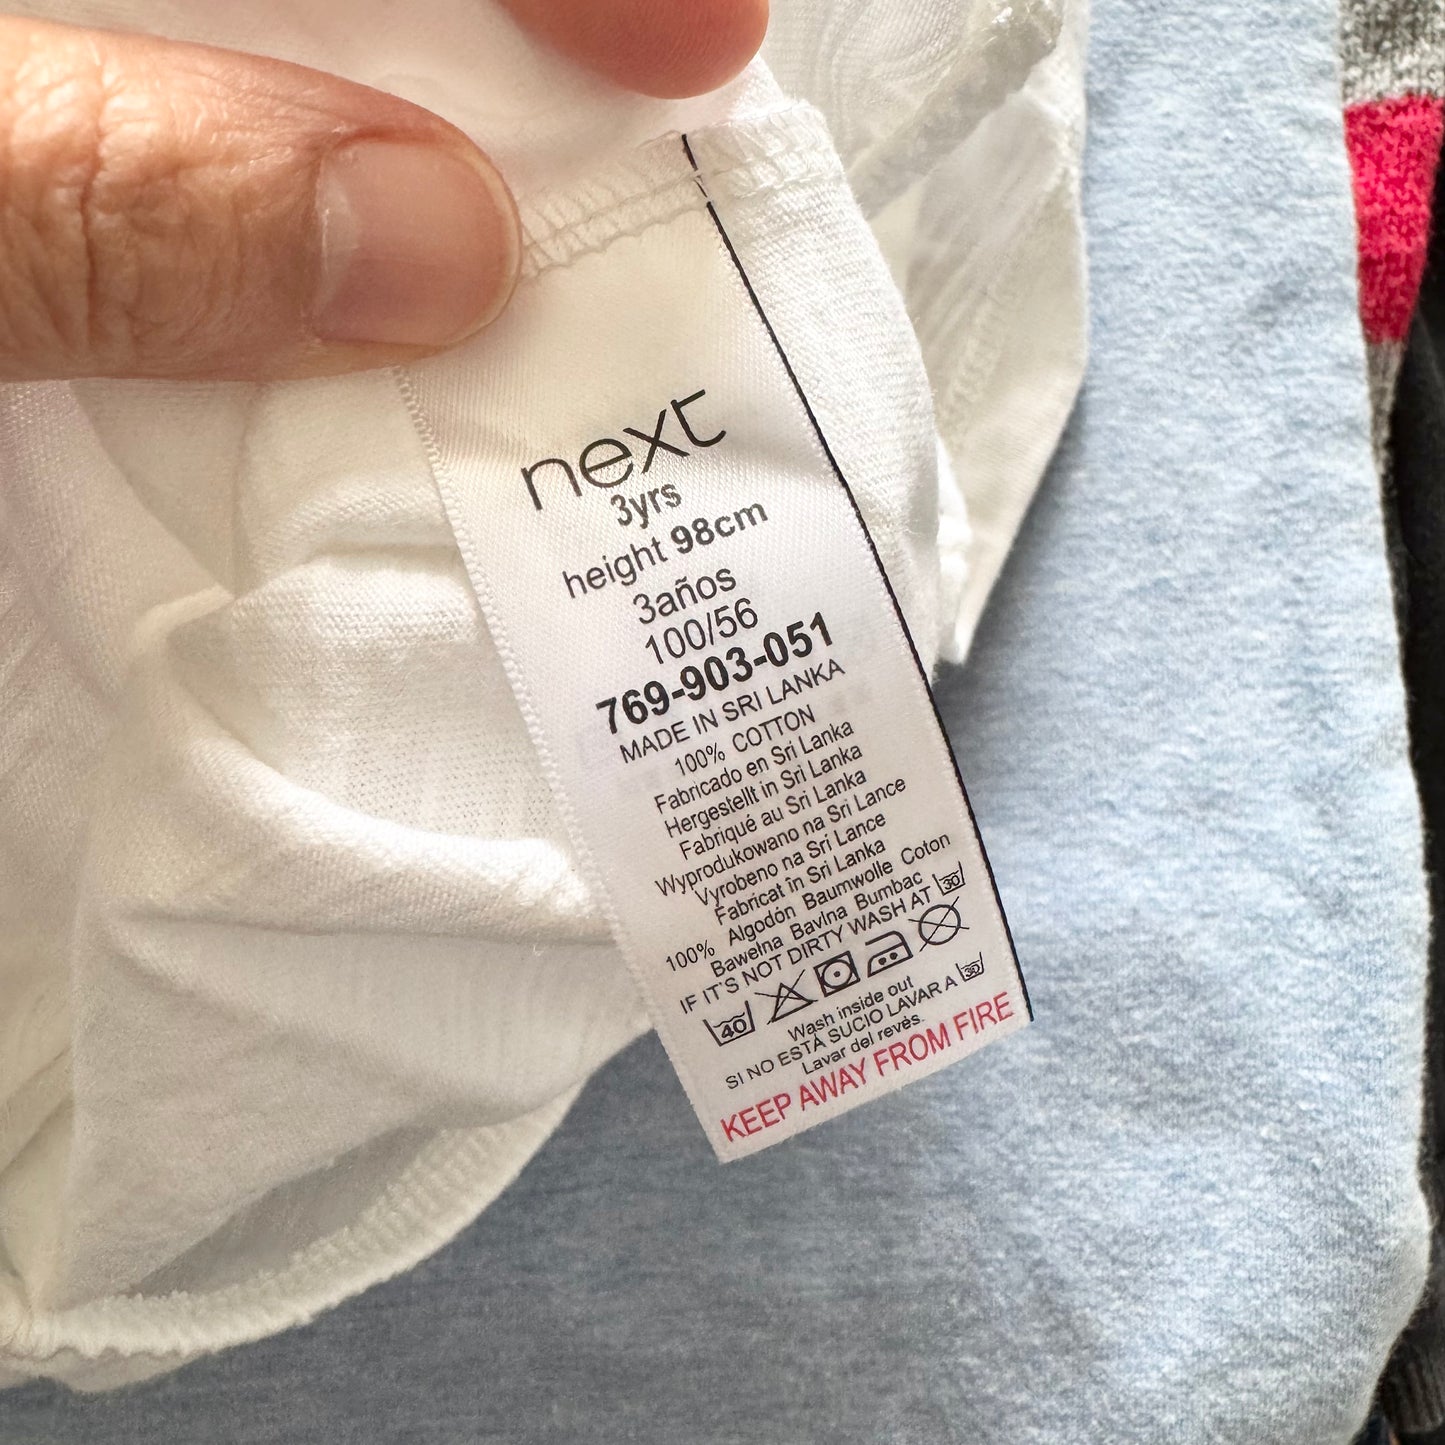 next
3yrs
height 98cm
3años
100/56
769-903-051
MADE IN SRI LANKA
100% COTTON
Fabricado en Sri Lanka
Hergestellt in Sri Lanka
Fabriqué au Sri Lanka
Wyprodukowano na Sri Lance
Vyrobeno na Sri Lance
Fabricat în Sri Lanka
100% Algodón Baumwolle Coton
Bawełna Bavlna Bumbac
IF IT'S NOT DIRTY WASH AT 30
40
Wash inside out
SI NO ESTÁ SUCIO LAVAR A 30
Lavar del revés.
KEEP AWAY FROM FIRE